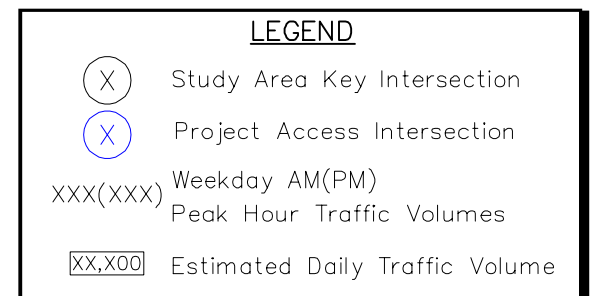 LEGEND
X Study Area Key Intersection
X Project Access Intersection
XXX(XXX) Weekday AM(PM)
Peak Hour Traffic Volumes
XX,X00 Estimated Daily Traffic Volume